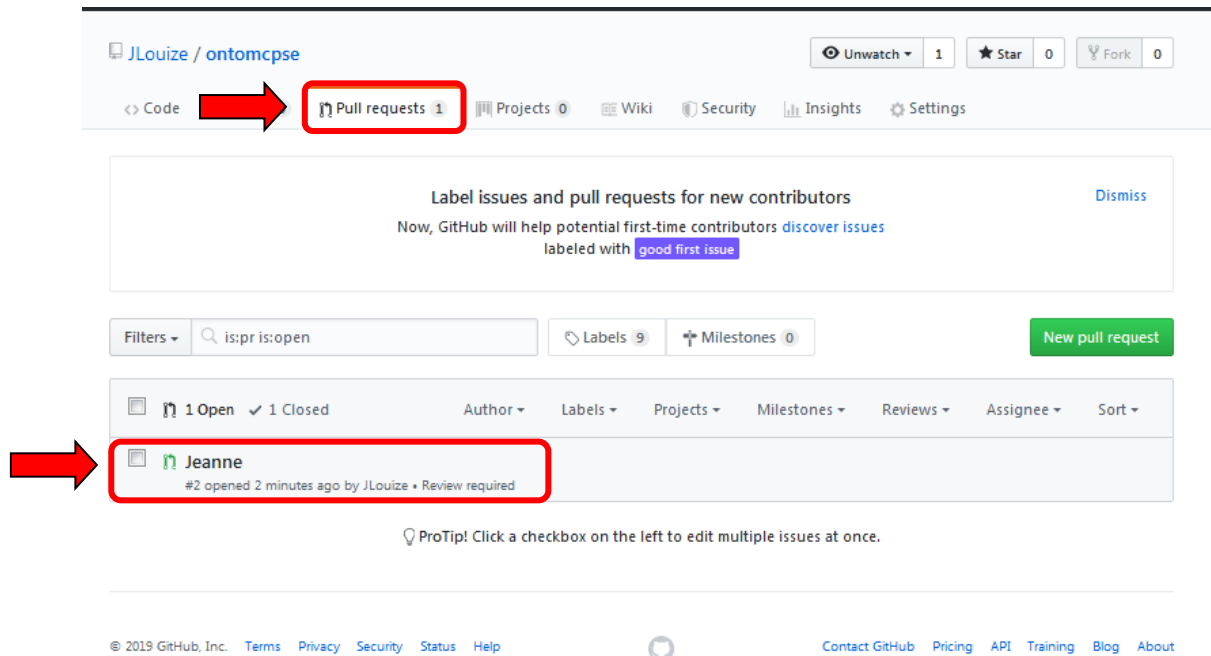 JLouize / ontomcpse
Unwatch 1 Star 0 Fork 0
<> Code Pull requests 1 Projects 0 Wiki Security Insights Settings
Label issues and pull requests for new contributors
Dismiss
Now, GitHub will help potential first-time contributors discover issues
labeled with good first issue
Filters is:pr is:open Labels 9 Milestones 0 New pull request
1 Open ✓ 1 Closed Author Labels Projects Milestones Reviews Assignee Sort
Jeanne
#2 opened 2 minutes ago by JLouize • Review required
ProTip! Click a checkbox on the left to edit multiple issues at once.
© 2019 GitHub, Inc. Terms Privacy Security Status Help Contact GitHub Pricing API Training Blog About